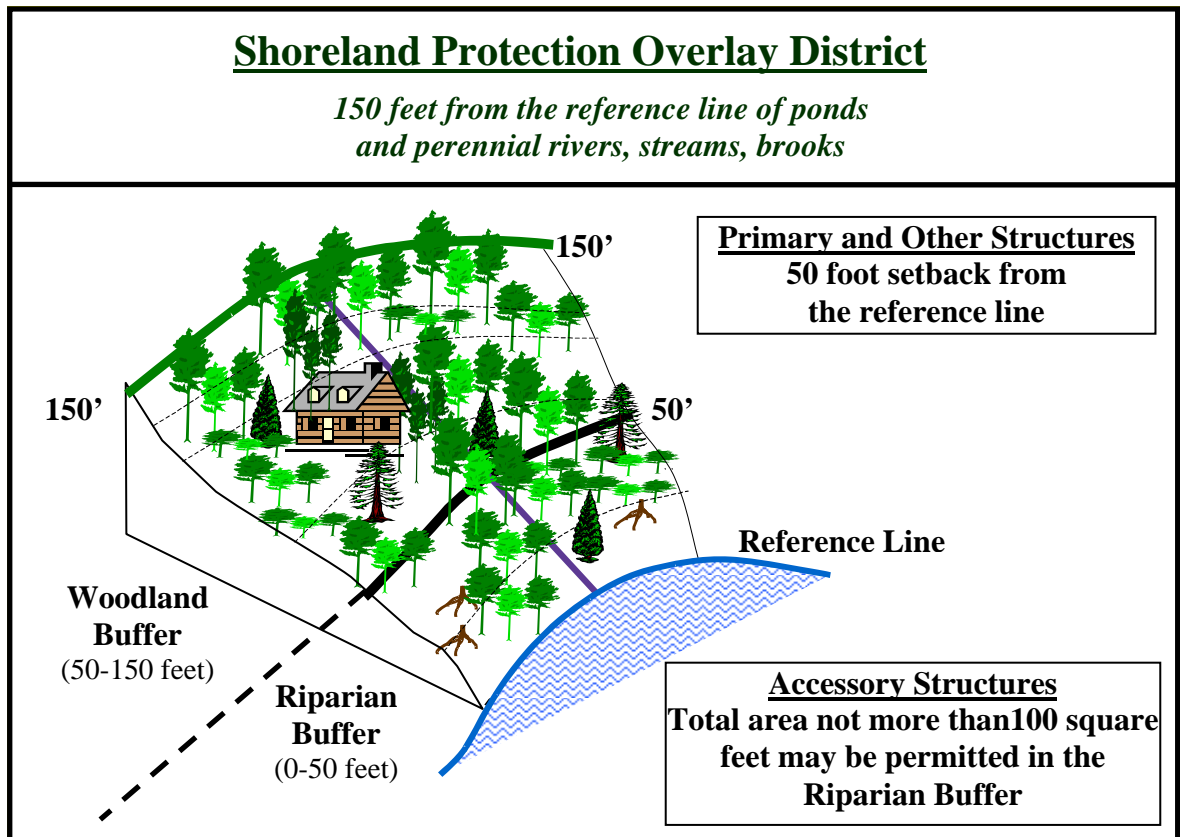 Shoreland Protection Overlay District
150 feet from the reference line of ponds
and perennial rivers, streams, brooks
Primary and Other Structures
50 foot setback from
the reference line
150’
150’
50’
Reference Line
Woodland
Buffer
(50-150 feet)
Riparian
Buffer
(0-50 feet)
Accessory Structures
Total area not more than100 square
feet may be permitted in the
Riparian Buffer